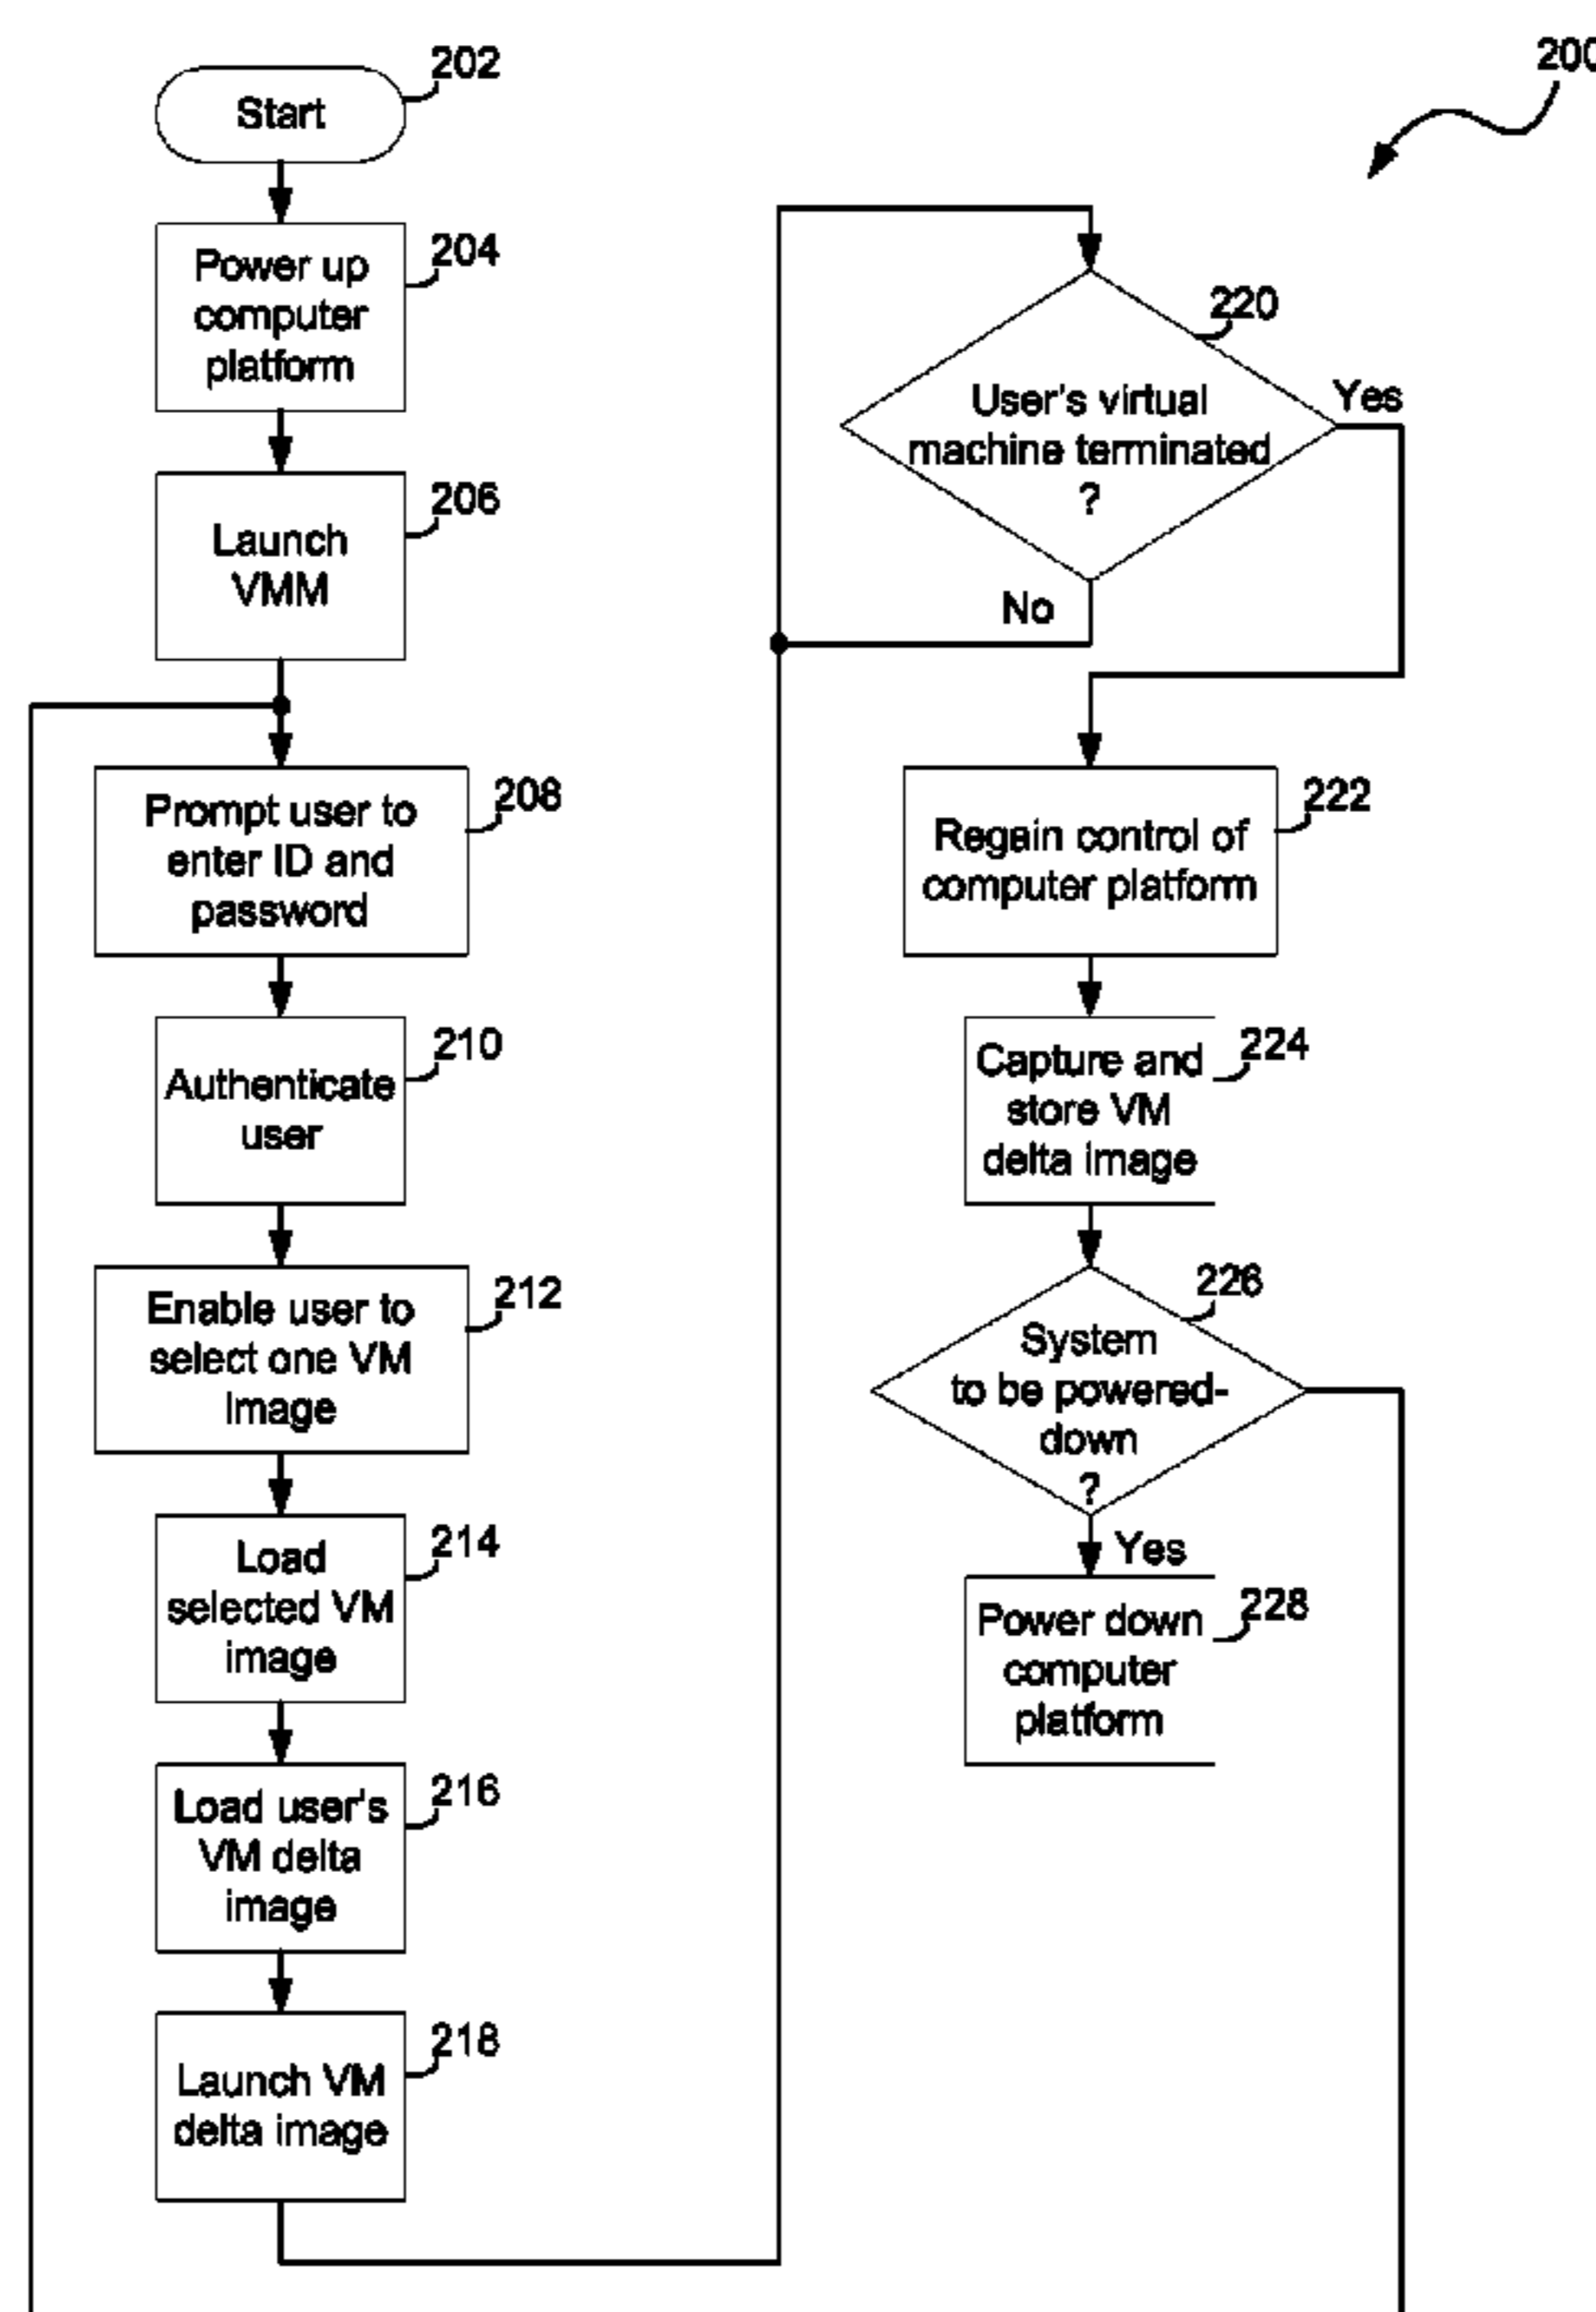 202
Start
200
204
Power up
computer
platform
206
Launch
VMM
208
Prompt user to
enter ID and
password
210
Authenticate
user
212
Enable user to
select one VM
Image
214
Load
selected VM
image
216
Load user's
VM delta
image
218
Launch VM
delta image
220
User's virtual
machine terminated
?
Yes
No
222
Regain control of
computer platform
224
Capture and
store VM
delta image
226
System
to be powered-
down
?
Yes
228
Power down
computer
platform